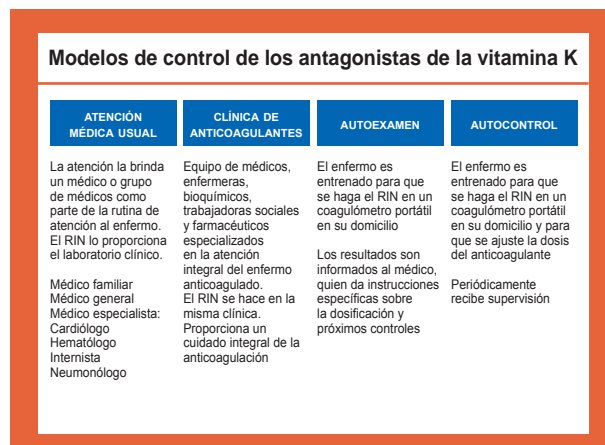 Modelos de control de los antagonistas de la vitamina K
ATENCIÓN
MÉDICA USUAL
La atención la brinda
un médico o grupo
de médicos como
parte de la rutina de
atención al enfermo.
El RIN lo proporciona
el laboratorio clínico.
Médico familiar
Médico general
Médico especialista:
Cardiólogo
Hematólogo
Internista
Neumonólogo
CLÍNICA DE
ANTICOAGULANTES
Equipo de médicos,
enfermeras,
bioquímicos,
trabajadoras sociales
y farmacéuticos
especializados
en la atención
integral del enfermo
anticoagulado.
El RIN se hace en la
misma clínica.
Proporciona un
cuidado integral de la
anticoagulación
AUTOEXAMEN
El enfermo es
entrenado para que
se haga el RIN en un
coagulómetro portátil
en su domicilio
Los resultados son
informados al médico,
quien da instrucciones
específicas sobre
la dosificación y
próximos controles
AUTOCONTROL
El enfermo es
entrenado para que
se haga el RIN en un
coagulómetro portátil
en su domicilio y para
que se ajuste la dosis
del anticoagulante
Periódicamente
recibe supervisión